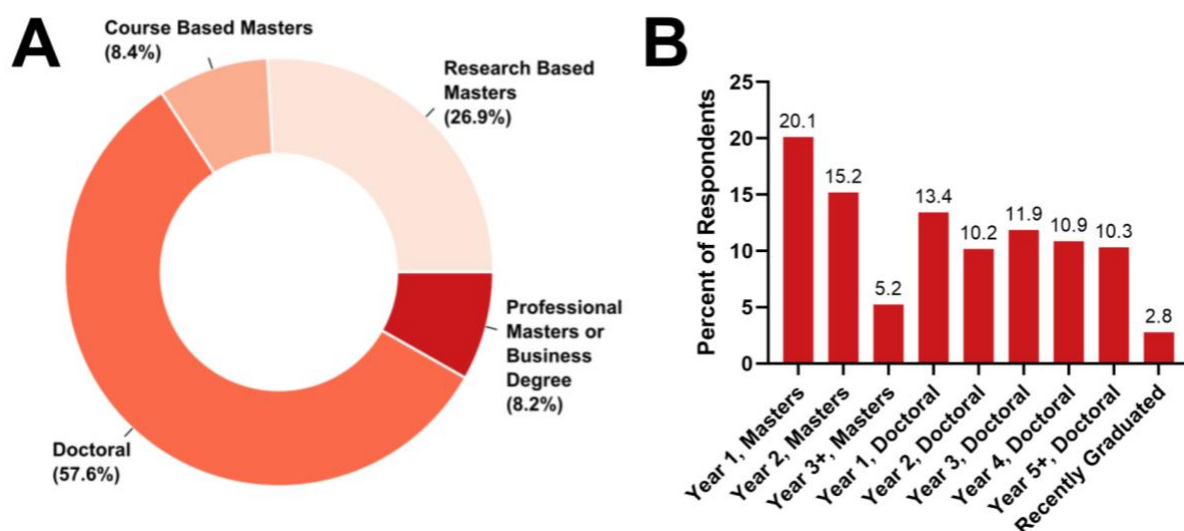 A
Course Based Masters
(8.4%)
Research Based
Masters
(26.9%)
Professional
Masters or
Business
Degree
(8.2%)
Doctoral
(57.6%)
B
Percent of Respondents
25
20
15
10
5
0
20.1
15.2
5.2
13.4
10.2
11.9
10.9
10.3
2.8
Year 1, Masters
Year 2, Masters
Year 3+, Masters
Year 1, Doctoral
Year 2, Doctoral
Year 3, Doctoral
Year 4, Doctoral
Year 5+, Doctoral
Recently Graduated